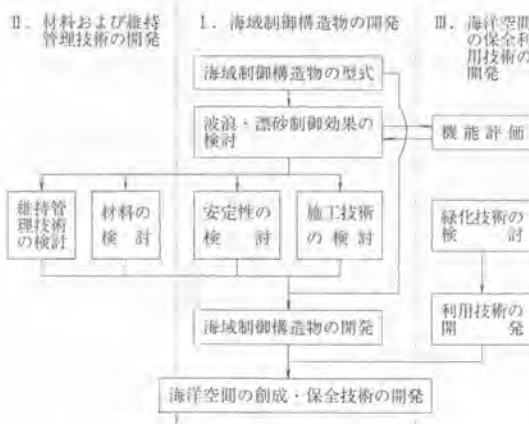 II. 材料および維持
管理技術の開発
I. 海域制御構造物の開発
III. 海洋空間
の保全利
用技術の
開発
海域制御構造物の型式
波浪・漂砂制御効果の
検討
機能評価
維持管
理技術
の検討
材料の
検討
安定性の
検討
施工技術
の検討
緑化技術の
検討
海域制御構造物の開発
利用技術の
開発
海洋空間の創成・保全技術の開発